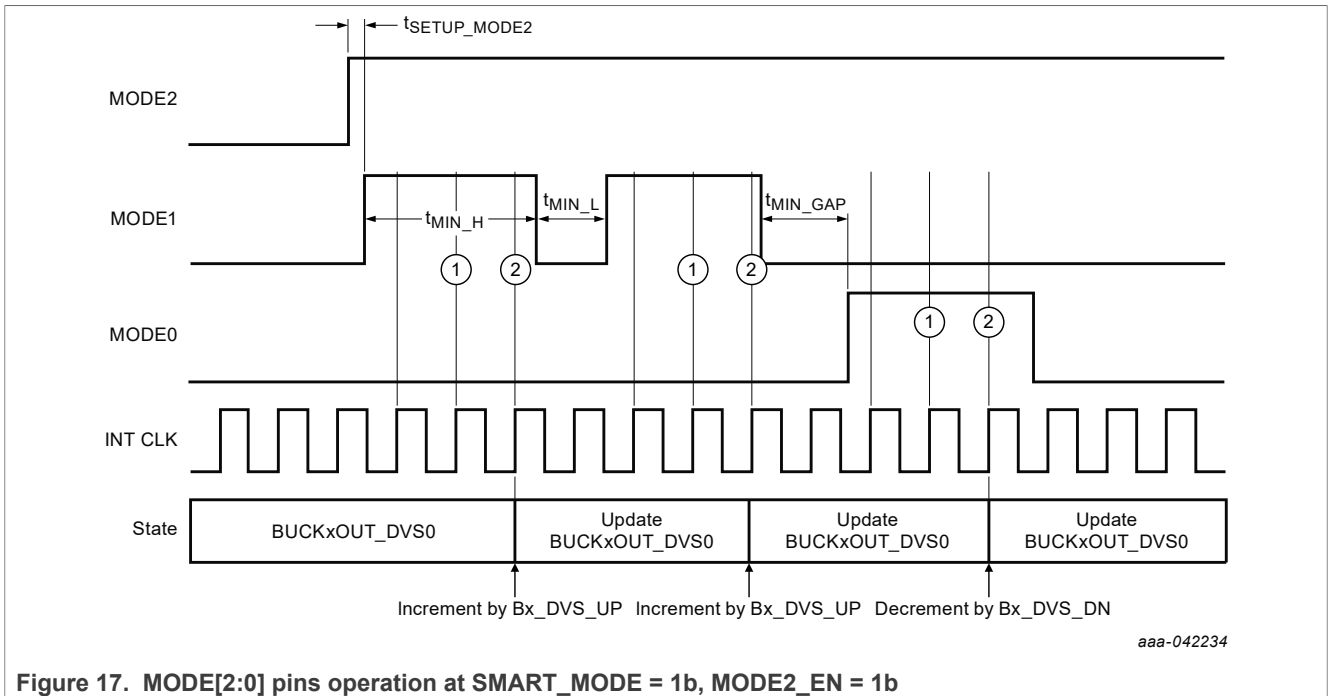 tSETUP_MODE2
MODE2
MODE1
tMIN_H
tMIN_L
tMIN_GAP
1
2
1
2
MODE0
1
2
INT CLK
State
BUCKxOUT_DVS0
Update
BUCKxOUT_DVS0
Update
BUCKxOUT_DVS0
Update
BUCKxOUT_DVS0
Increment by Bx_DVS_UP
Increment by Bx_DVS_UP
Decrement by Bx_DVS_DN
aaa-042234
Figure 17. MODE[2:0] pins operation at SMART_MODE = 1b, MODE2_EN = 1b